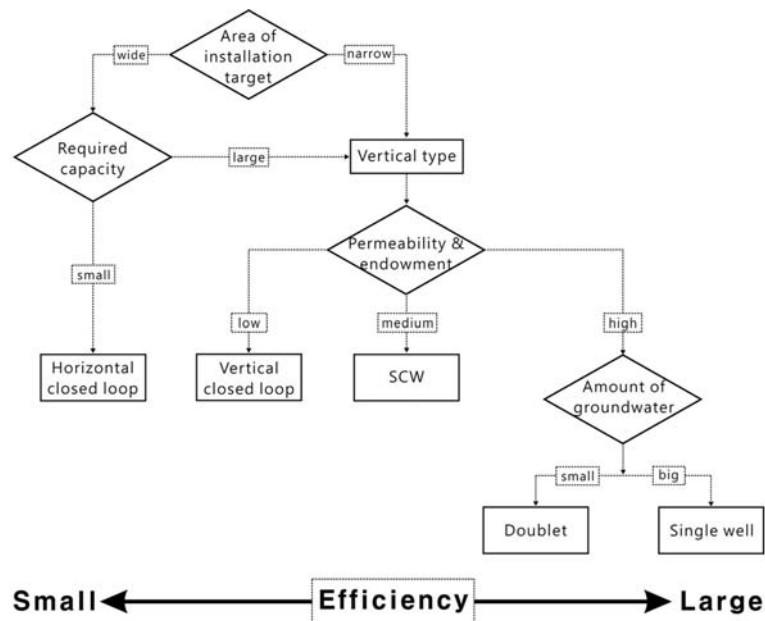 Area of
installation
target
wide
narrow
Required
capacity
large
Vertical type
Permeability &
endowment
small
low
medium
high
Horizontal
closed loop
Vertical
closed loop
SCW
Amount of
groundwater
small
big
Doublet
Single well
Small
Efficiency
Large